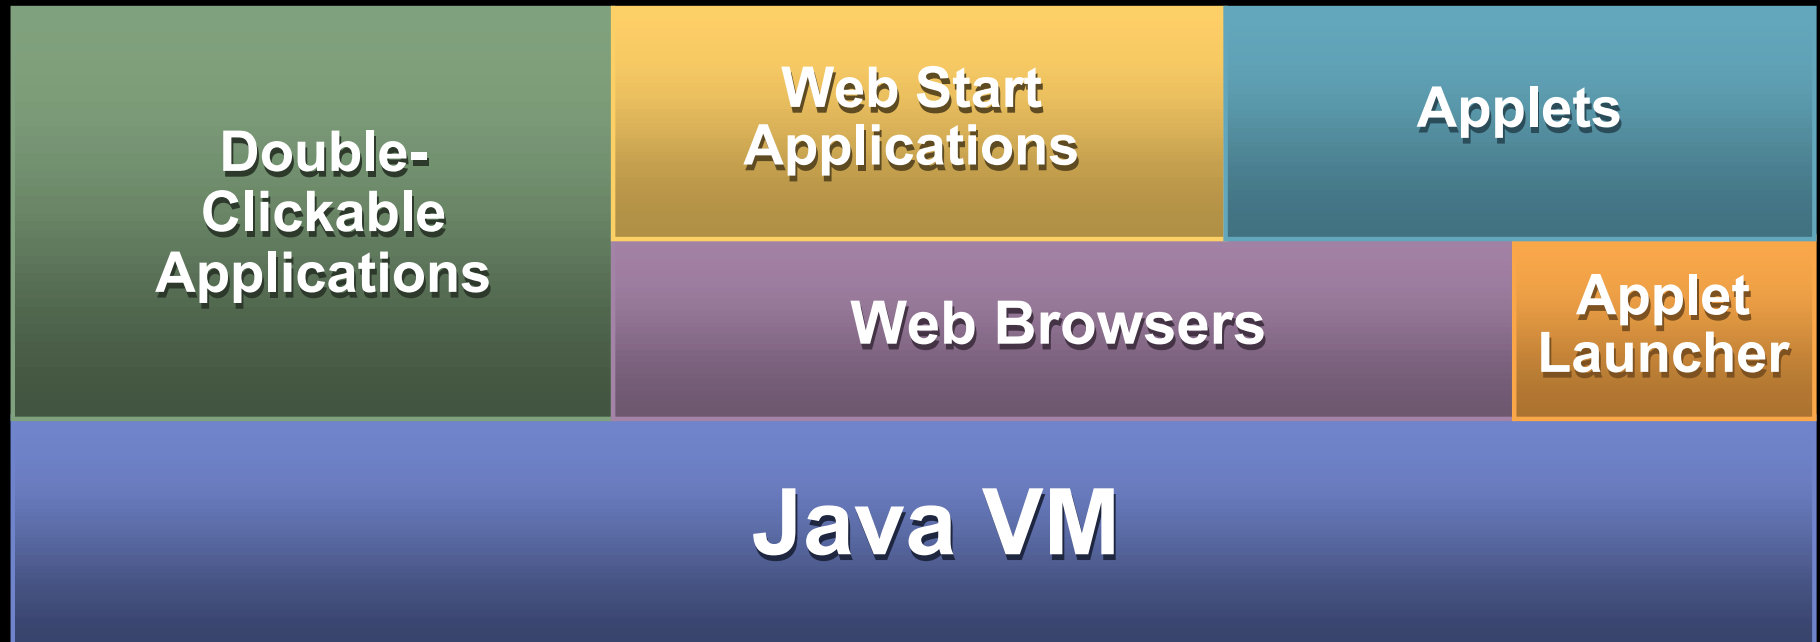 Double-
Clickable
Applications
Web Start
Applications
Applets
Web Browsers
Applet
Launcher
Java VM